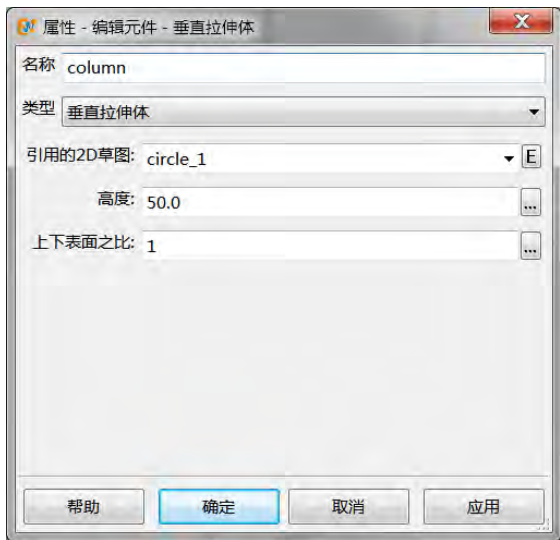 属性 - 编辑元件 - 垂直拉伸体
名称 column
类型 垂直拉伸体
引用的2D草图: circle_1 E
高度: 50.0 ...
上下表面之比: 1 ...
帮助 确定 取消 应用